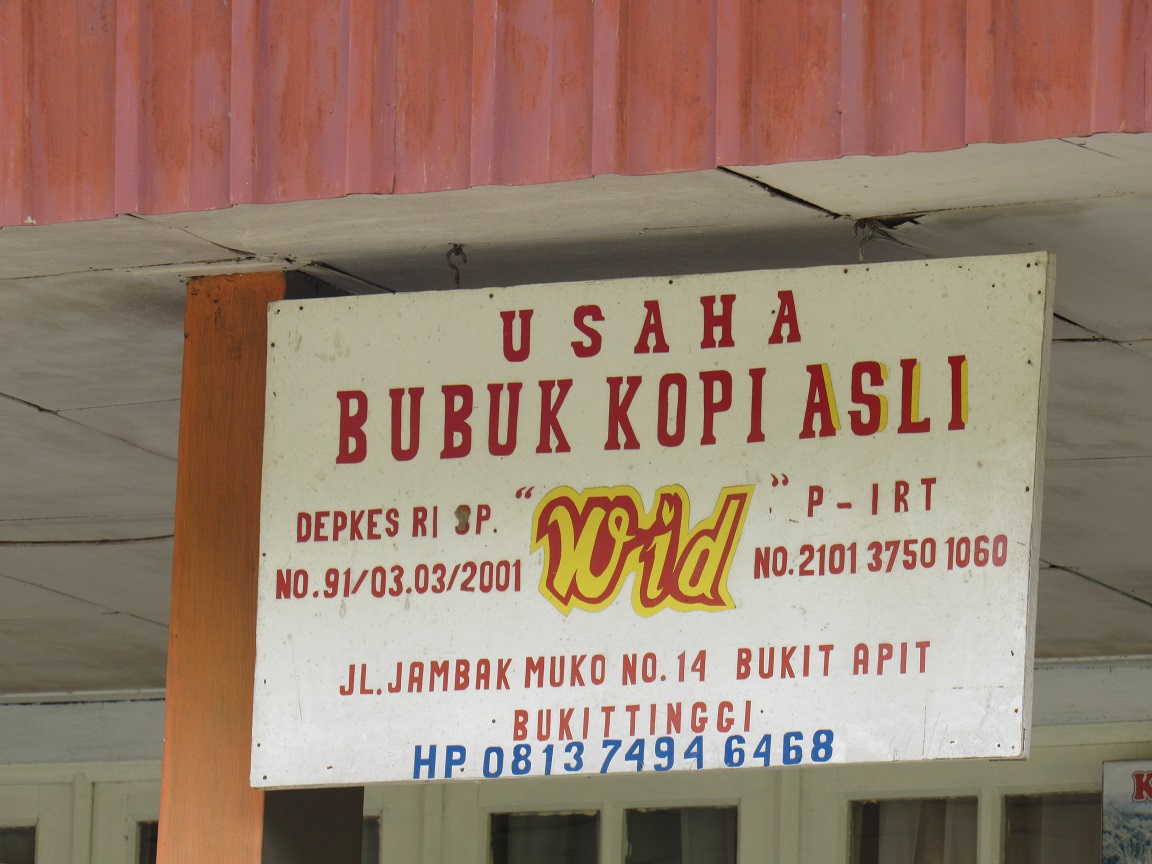 USAHA
BUBUK KOPI ASLI
DEPKES RI SP. "Wid" P-IRT
NO.91/03.03/2001 NO.2101 3750 1060
JL.JAMBAK MUKO NO.14 BUKIT APIT
BUKITTINGGI
HP. 0813 7494 6468